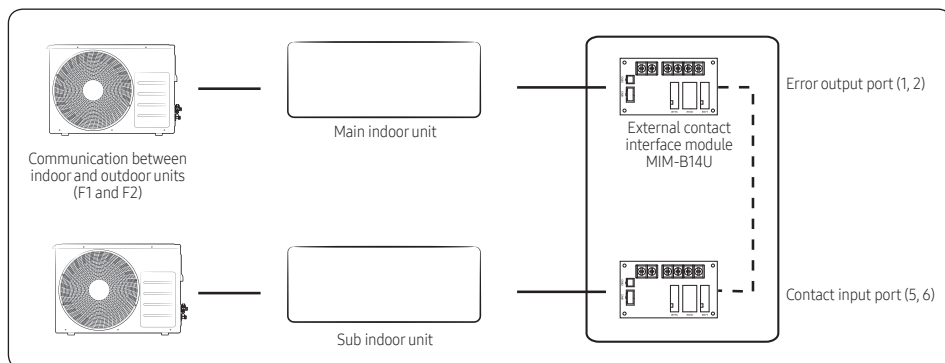 Error output port (1, 2)
Main indoor unit
External contact
interface module
MIM-B14U
Communication between
indoor and outdoor units
(F1 and F2)
Contact input port (5, 6)
Sub indoor unit